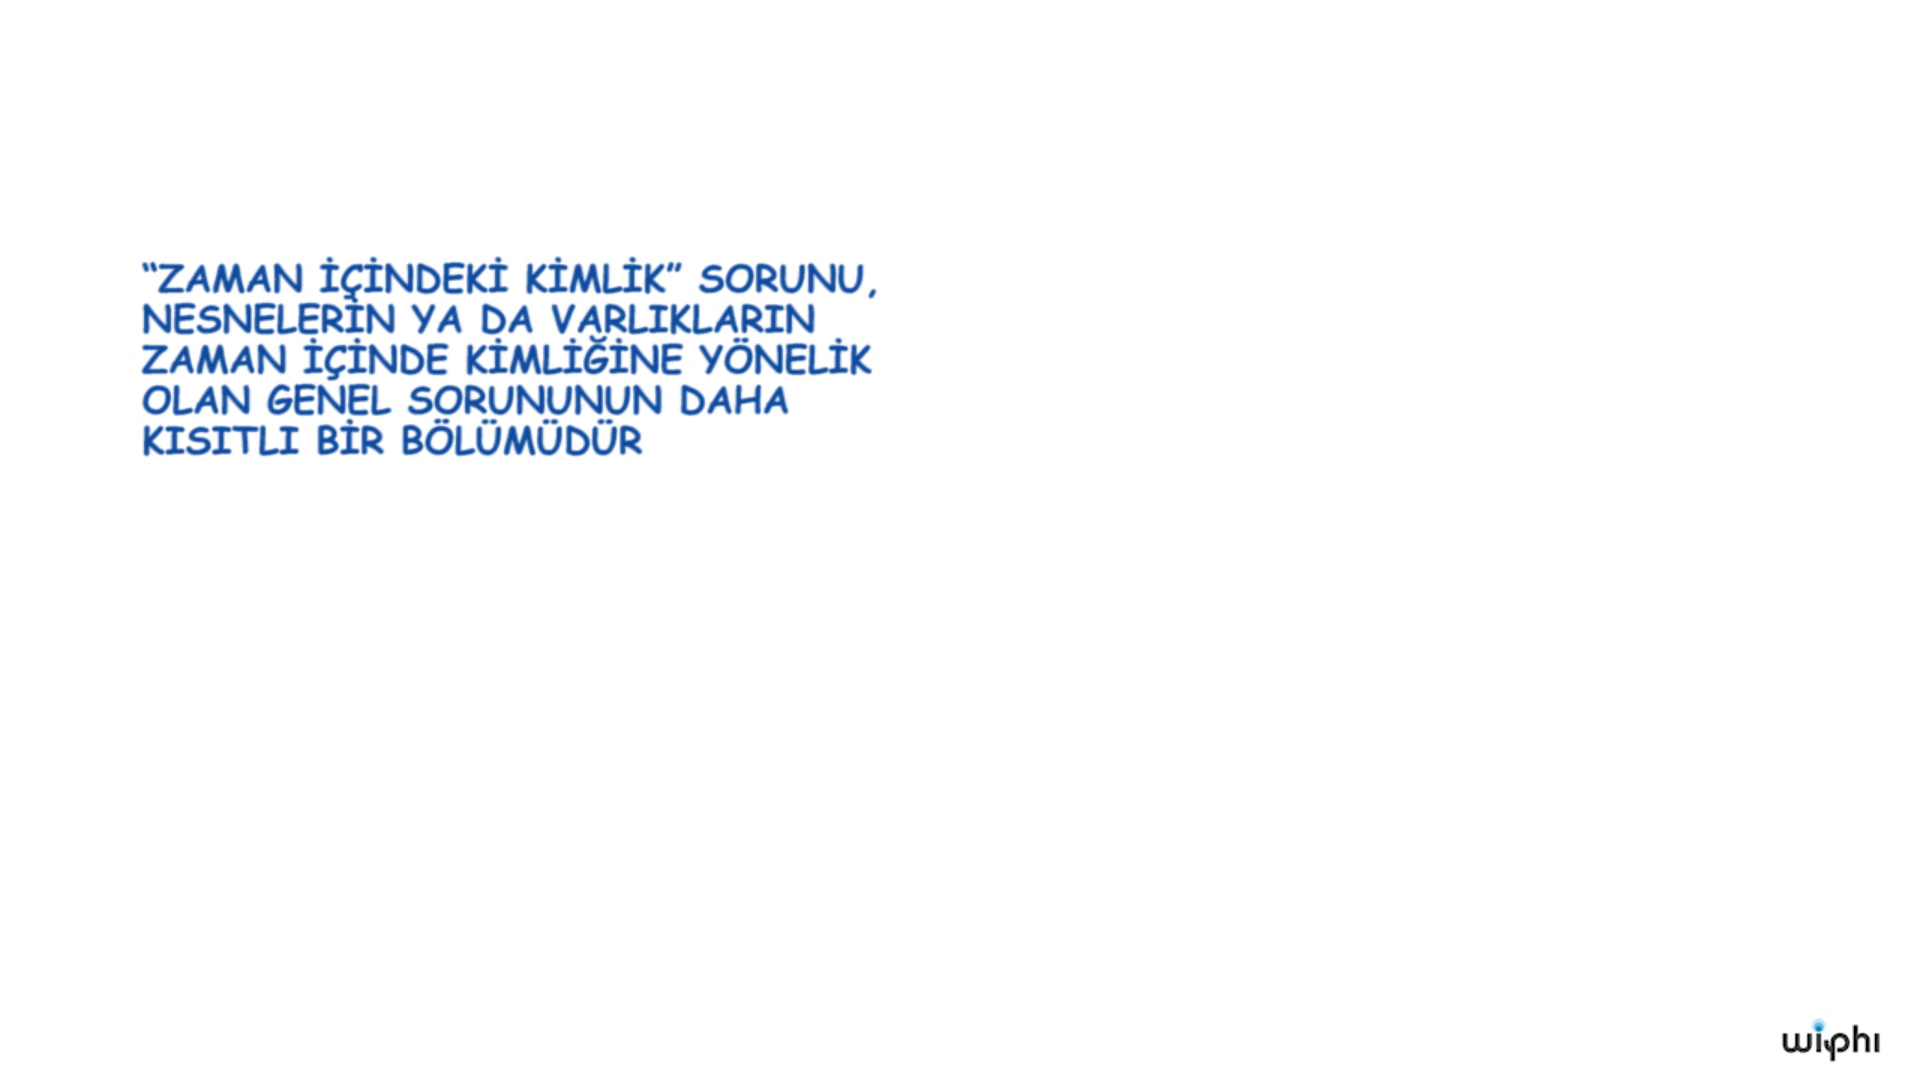 “ZAMAN İÇİNDEKİ KİMLİK” SORUNU,
NESNELERİN YA DA VARLIKLARIN
ZAMAN İÇİNDE KİMLİĞİNE YÖNELİK
OLAN GENEL SORUNUNUN DAHA
KISITLI BİR BÖLÜMÜDÜR
wiphi